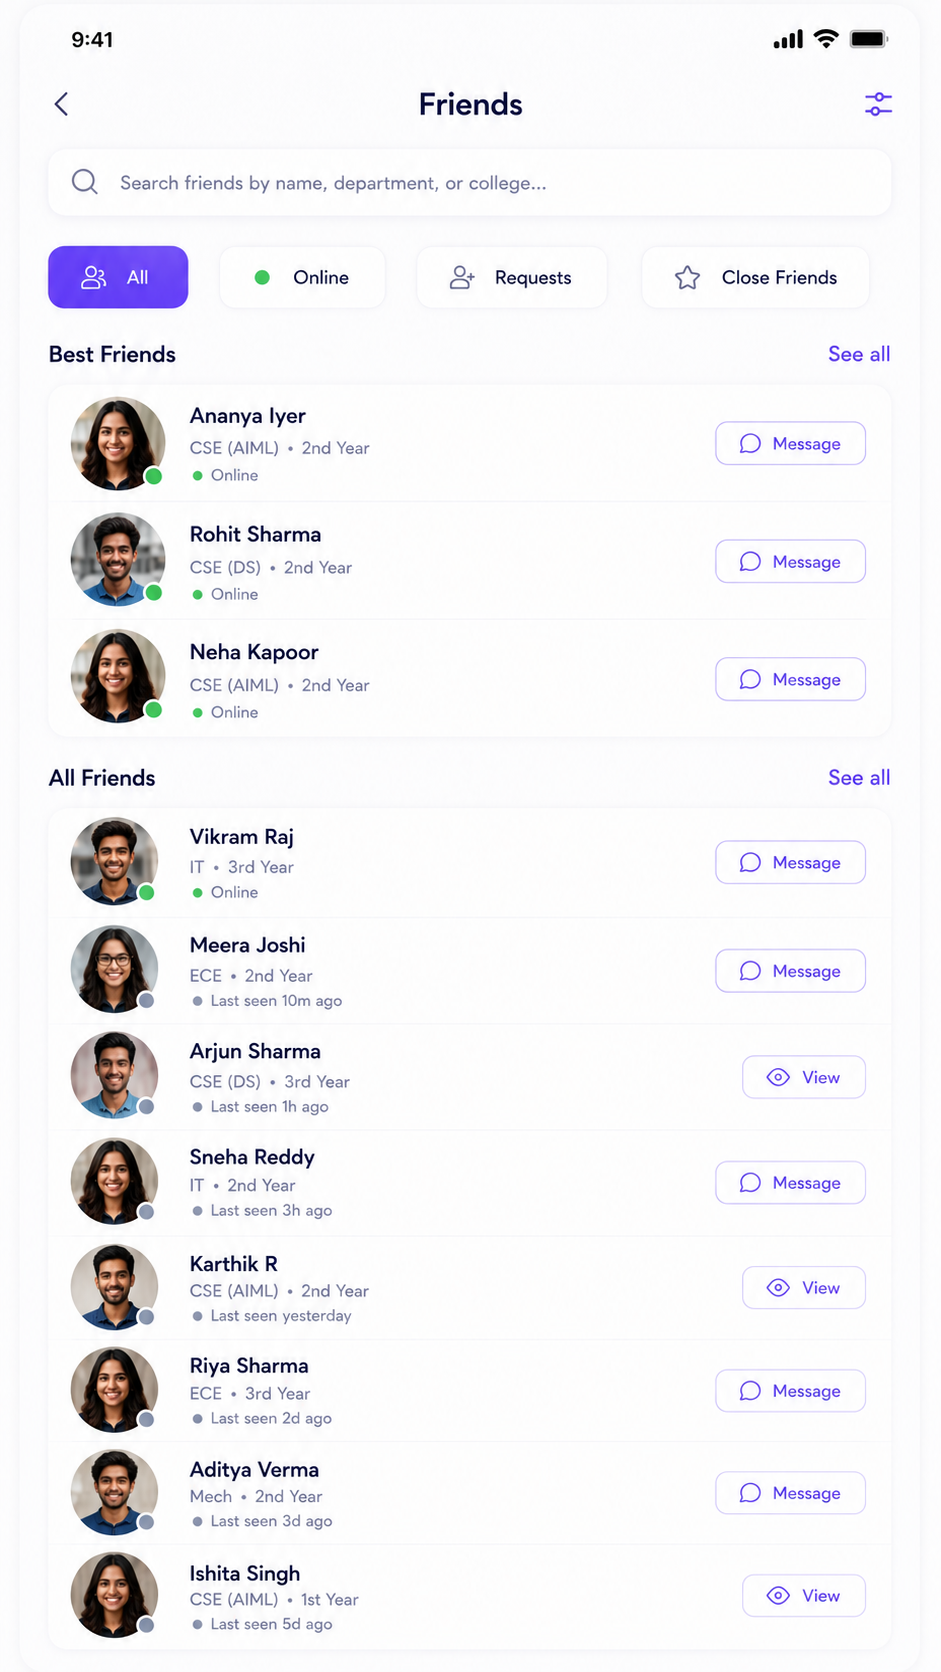 9:41
Friends
Search friends by name, department, or college...
All
Online
Requests
Close Friends
Best Friends
See all
Ananya Iyer
CSE (AIML) • 2nd Year
Online
Message
Rohit Sharma
CSE (DS) • 2nd Year
Online
Message
Neha Kapoor
CSE (AIML) • 2nd Year
Online
Message
All Friends
See all
Vikram Raj
IT • 3rd Year
Online
Message
Meera Joshi
ECE • 2nd Year
Last seen 10m ago
Message
Arjun Sharma
CSE (DS) • 3rd Year
Last seen 1h ago
View
Sneha Reddy
IT • 2nd Year
Last seen 3h ago
Message
Karthik R
CSE (AIML) • 2nd Year
Last seen yesterday
View
Riya Sharma
ECE • 3rd Year
Last seen 2d ago
Message
Aditya Verma
Mech • 2nd Year
Last seen 3d ago
Message
Ishita Singh
CSE (AIML) • 1st Year
Last seen 5d ago
View